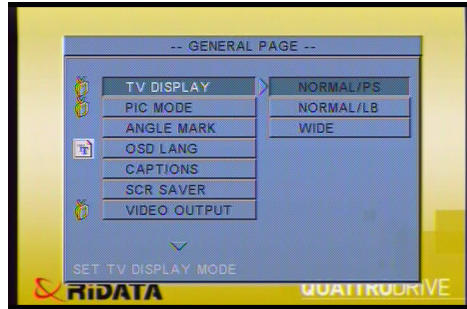 -- GENERAL PAGE --
TV DISPLAY NORMAL/PS
PIC MODE NORMAL/LB
ANGLE MARK WIDE
OSD LANG
CAPTIONS
SCR SAVER
VIDEO OUTPUT
SET TV DISPLAY MODE
RiDATA QUATTRODRIVE